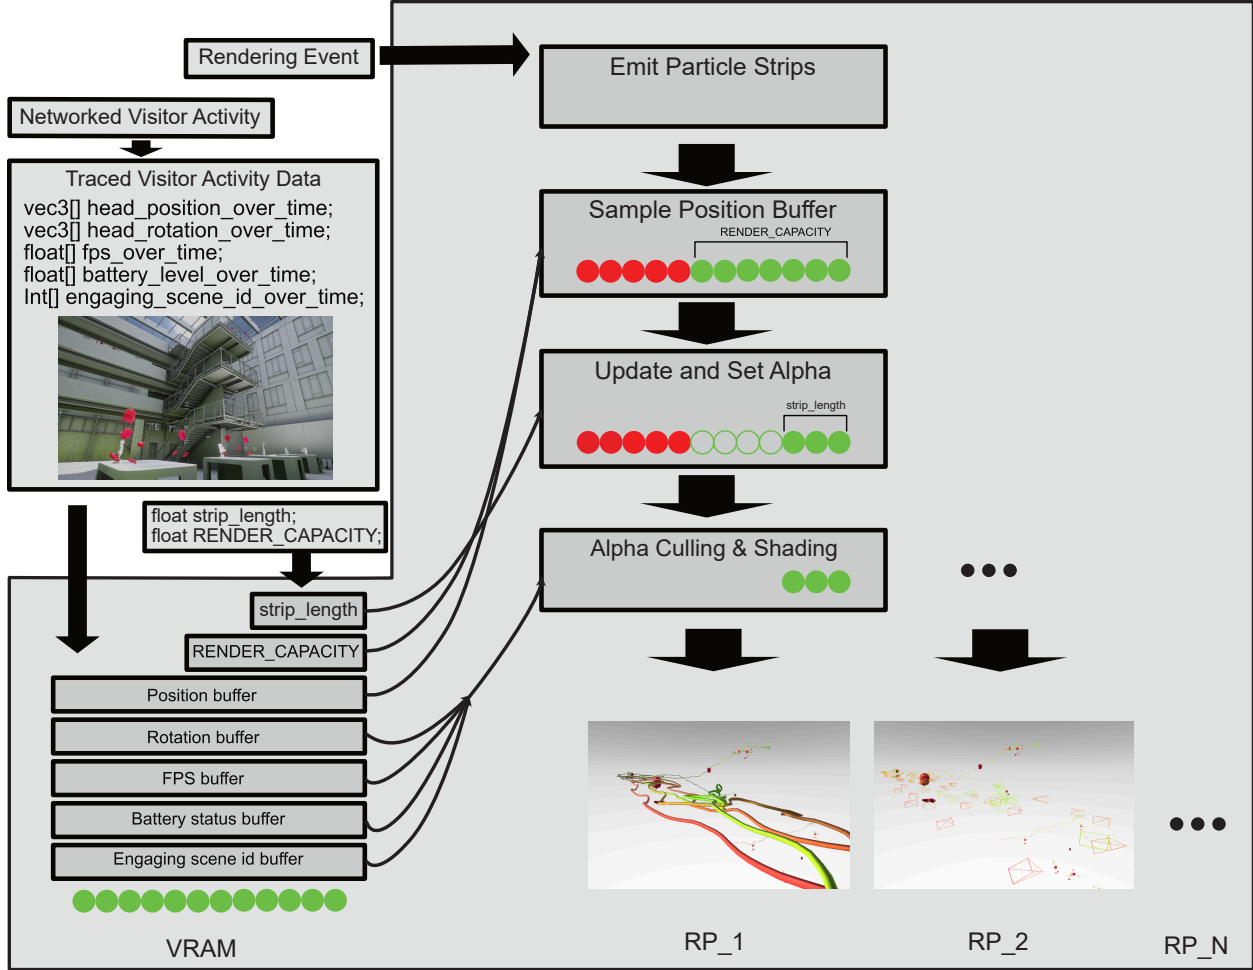 Rendering Event
Emit Particle Strips
Networked Visitor Activity
Traced Visitor Activity Data
vec3[] head_position_over_time;
vec3[] head_rotation_over_time;
float[] fps_over_time;
float[] battery_level_over_time;
Int[] engaging_scene_id_over_time;
Sample Position Buffer
RENDER_CAPACITY
Update and Set Alpha
strip_length
float strip_length;
float RENDER_CAPACITY;
Alpha Culling & Shading
strip_length
RENDER_CAPACITY
Position buffer
Rotation buffer
FPS buffer
Battery status buffer
Engaging scene id buffer
VRAM
RP_1
RP_2
RP_N